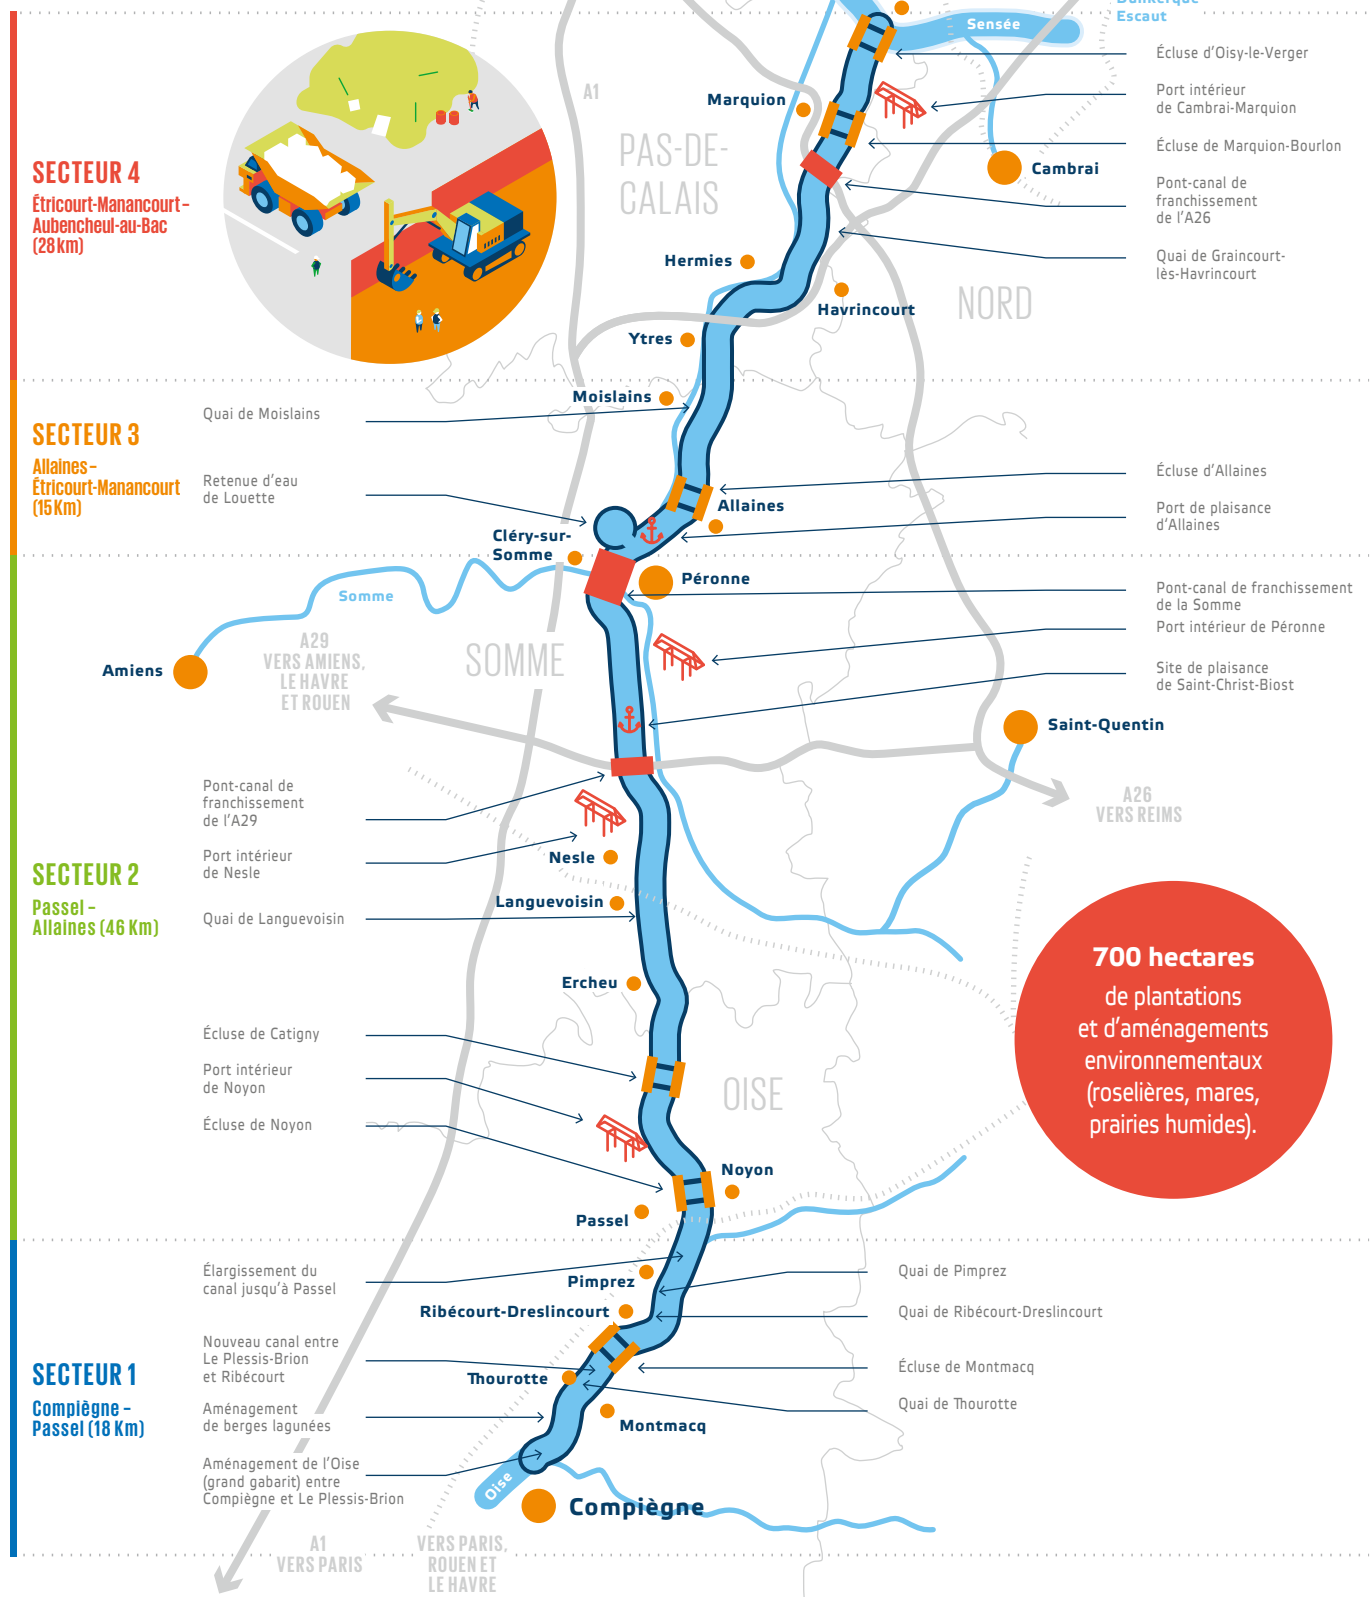 Dunkerque
Escaut
Sensée
Écluse d'Oisy-le-Verger
A1
Marquion
Port intérieur
de Cambrai-Marquion
PAS-DE-
CALAIS
Écluse de Marquion-Bourlon
Cambrai
SECTEUR 4
Étricourt-Manancourt –
Aubencheul-au-Bac
(28 km)
Pont-canal de
franchissement
de l'A26
Hermies
Quai de Graincourt-
lès-Havrincourt
NORD
Havrincourt
Ytres
Moislains
Quai de Moislains
SECTEUR 3
Allaines –
Étricourt-Manancourt
(15 Km)
Retenue d'eau
de Louette
Écluse d'Allaines
Allaines
Port de plaisance
d'Allaines
Cléry-sur-
Somme
Péronne
Somme
Pont-canal de franchissement
de la Somme
Port intérieur de Péronne
A29
VERS AMIENS,
LE HAVRE
ET ROUEN
SOMME
Amiens
Site de plaisance
de Saint-Christ-Biost
Saint-Quentin
Pont-canal de
franchissement
de l'A29
A26
VERS REIMS
Port intérieur
de Nesle
Nesle
SECTEUR 2
Passel –
Allaines (46 Km)
Languevoisin
Quai de Languevoisin
700 hectares
de plantations
et d'aménagements
environnementaux
(roselières, mares,
prairies humides).
Ercheu
Écluse de Catigny
Port intérieur
de Noyon
OISE
Écluse de Noyon
Noyon
Passel
Élargissement du
canal jusqu'à Passel
Pimprez
Quai de Pimprez
Ribécourt-Dreslincourt
Quai de Ribécourt-Dreslincourt
Nouveau canal entre
Le Plessis-Brion
et Ribécourt
SECTEUR 1
Compiègne –
Passel (18 Km)
Thourotte
Écluse de Montmacq
Quai de Thourotte
Aménagement
de berges lagunées
Montmacq
Aménagement de l'Oise
(grand gabarit) entre
Compiègne et Le Plessis-Brion
Oise
Compiègne
A1
VERS PARIS
VERS PARIS,
ROUEN ET
LE HAVRE